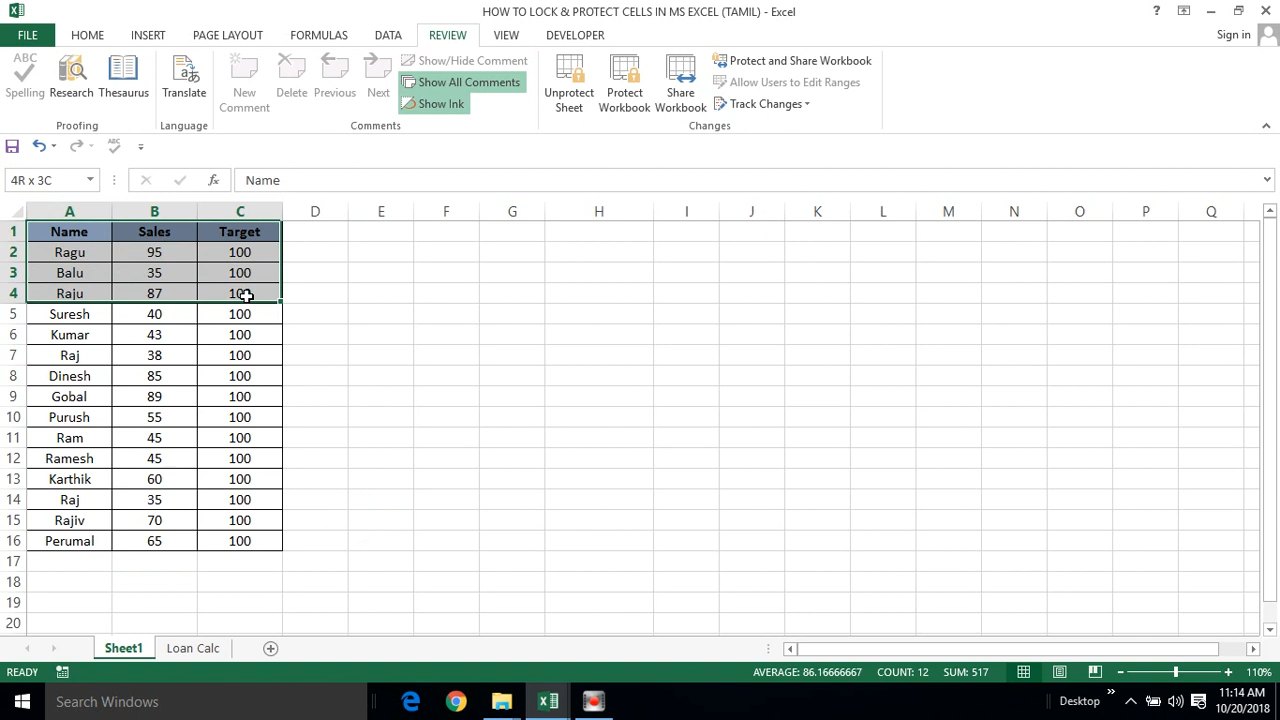 HOW TO LOCK & PROTECT CELLS IN MS EXCEL (TAMIL) - Excel
?
FILE HOME INSERT PAGE LAYOUT FORMULAS DATA REVIEW VIEW DEVELOPER Sign in
ABC Spelling Research Thesaurus
Proofing
Translate
Language
New Comment Delete Previous Next
Show/Hide Comment
Show All Comments
Show Ink
Comments
Unprotect Sheet Protect Workbook Share Workbook
Protect and Share Workbook
Allow Users to Edit Ranges
Track Changes
Changes
ABC
4R x 3C fx Name
A B C D E F G H I J K L M N O P Q
1 Name Sales Target
2 Ragu 95 100
3 Balu 35 100
4 Raju 87 100
5 Suresh 40 100
6 Kumar 43 100
7 Raj 38 100
8 Dinesh 85 100
9 Gobal 89 100
10 Purush 55 100
11 Ram 45 100
12 Ramesh 45 100
13 Karthik 60 100
14 Raj 35 100
15 Rajiv 70 100
16 Perumal 65 100
17
18
19
20
Sheet1 Loan Calc
READY AVERAGE: 86.16666667 COUNT: 12 SUM: 517 110%
Search Windows Desktop 11:14 AM
10/20/2018